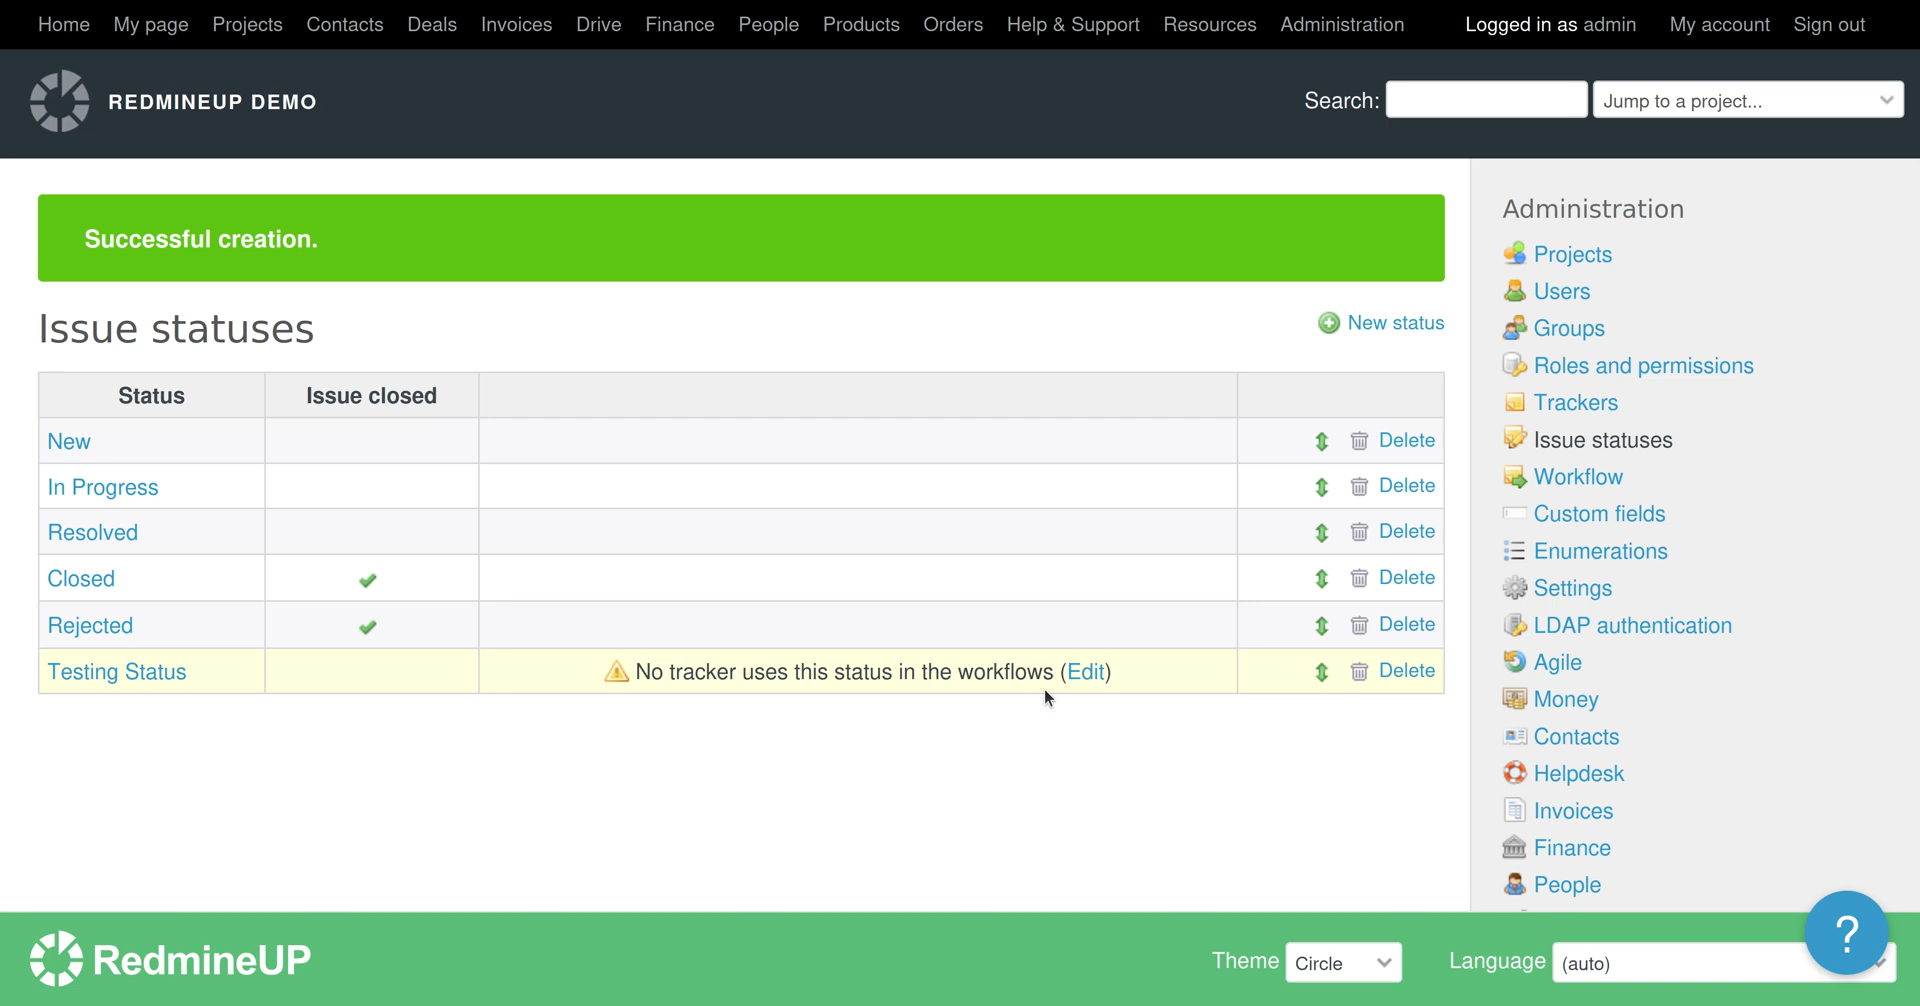 Home My page Projects Contacts Deals Invoices Drive Finance People Products Orders Help & Support Resources Administration Logged in as admin My account Sign out
REDMINEUP DEMO
Search: Jump to a project...
Successful creation.
Issue statuses
New status
Status Issue closed
New Delete
In Progress Delete
Resolved Delete
Closed Delete
Rejected Delete
Testing Status No tracker uses this status in the workflows (Edit) Delete
Administration
Projects
Users
Groups
Roles and permissions
Trackers
Issue statuses
Workflow
Custom fields
Enumerations
Settings
LDAP authentication
Agile
Money
Contacts
Helpdesk
Invoices
Finance
People
?
RedmineUP
Theme Circle Language (auto)